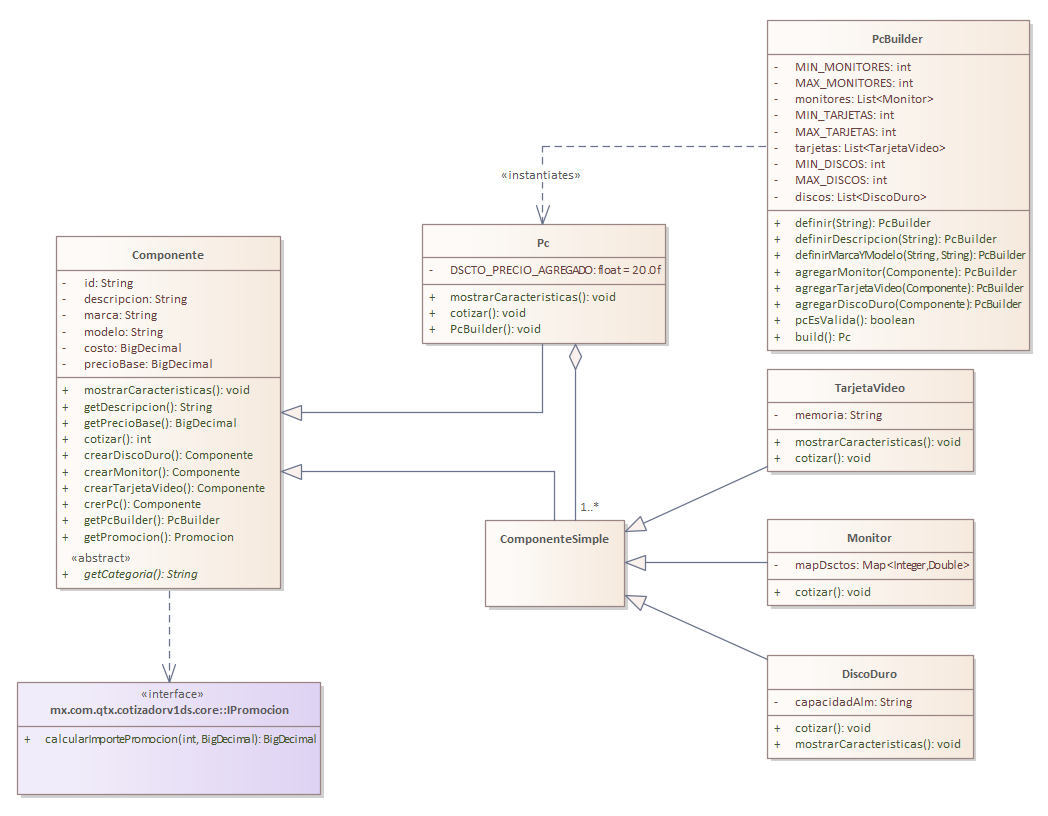 PcBuilder
- MIN_MONITORES: int
- MAX_MONITORES: int
- monitores: List<Monitor>
- MIN_TARJETAS: int
- MAX_TARJETAS: int
- tarjetas: List<TarjetaVideo>
- MIN_DISCOS: int
- MAX_DISCOS: int
- discos: List<DiscoDuro>
+ definir(String): PcBuilder
+ definirDescripcion(String): PcBuilder
+ definirMarcaYModelo(String, String): PcBuilder
+ agregarMonitor(Componente): PcBuilder
+ agregarTarjetaVideo(Componente): PcBuilder
+ agregarDiscoDuro(Componente): PcBuilder
+ pcEsValida(): boolean
+ build(): Pc
«instantiates»
Pc
- DSCTO_PRECIO_AGREGADO: float = 20.0f
+ mostrarCaracteristicas(): void
+ cotizar(): void
+ PcBuilder(): void
Componente
- id: String
- descripcion: String
- marca: String
- modelo: String
- costo: BigDecimal
- precioBase: BigDecimal
+ mostrarCaracteristicas(): void
+ getDescripcion(): String
+ getPrecioBase(): BigDecimal
+ cotizar(): int
+ crearDiscoDuro(): Componente
+ crearMonitor(): Componente
+ crearTarjetaVideo(): Componente
+ crerPc(): Componente
+ getPcBuilder(): PcBuilder
+ getPromocion(): Promocion
«abstract»
+ getCategoria(): String
1..*
ComponenteSimple
TarjetaVideo
- memoria: String
+ mostrarCaracteristicas(): void
+ cotizar(): void
Monitor
- mapDsctos: Map<Integer,Double>
+ cotizar(): void
DiscoDuro
- capacidadAlm: String
+ cotizar(): void
+ mostrarCaracteristicas(): void
«interface»
mx.com.qtx.cotizadorv1ds.core::IPromocion
+ calcularImportePromocion(int, BigDecimal): BigDecimal